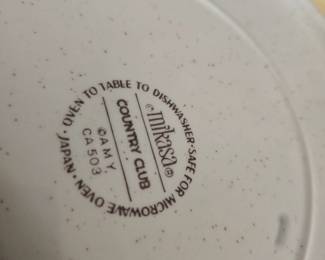 OVEN TO TABLE TO DISHWASHER · SAFE FOR MICROWAVE OVEN · JAPAN ·
©mikasa®
COUNTRY CLUB
©AMY
CA 503